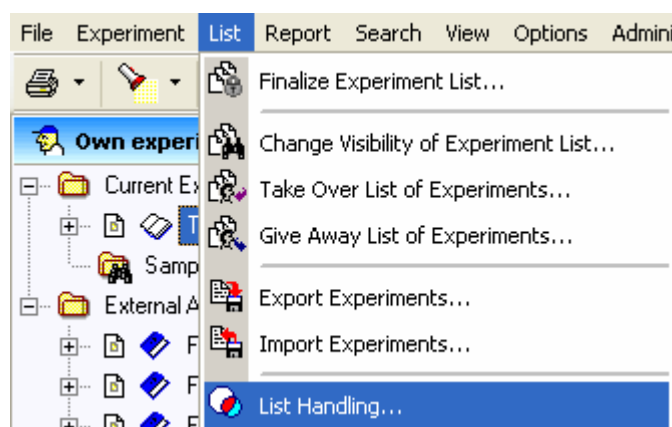 File Experiment List Report Search View Options Admini
Finalize Experiment List...
Own experi
Change Visibility of Experiment List...
Current Ex
Take Over List of Experiments...
T
Give Away List of Experiments...
Samp
Export Experiments...
External A
F
Import Experiments...
F
List Handling...
F